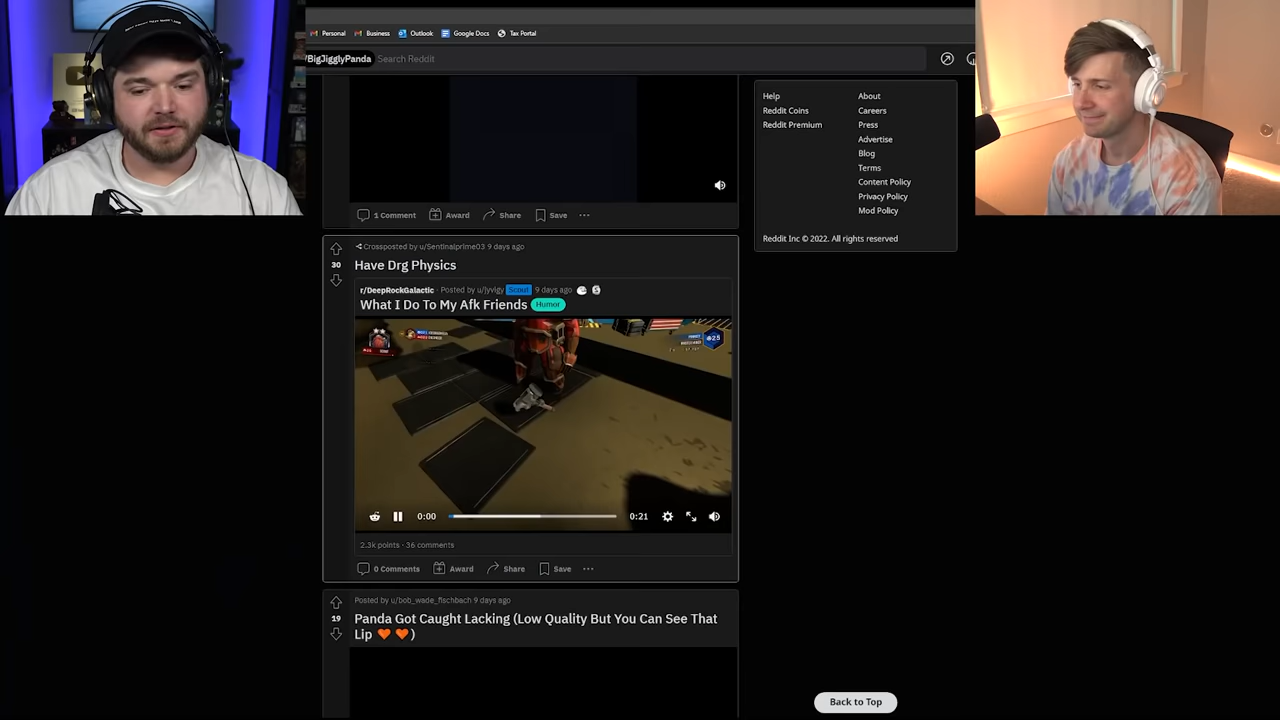 Personal
Business
Outlook
Google Docs
Tax Portal
/BigJigglyPanda
Search Reddit
Help
About
Reddit Coins
Careers
Reddit Premium
Press
Advertise
Blog
Terms
Content Policy
Privacy Policy
Mod Policy
Reddit Inc © 2022. All rights reserved
1 Comment
Award
Share
Save
Crossposted by u/Sentinalprime03 9 days ago
30
Have Drg Physics
r/DeepRockGalactic · Posted by u/jyvigy Scout 9 days ago
What I Do To My Afk Friends Humor
0:00
0:21
2.3k points · 36 comments
0 Comments
Award
Share
Save
Posted by u/bob_wade_fischbach 9 days ago
19
Panda Got Caught Lacking (Low Quality But You Can See That
Lip 🧡 🧡 )
Back to Top